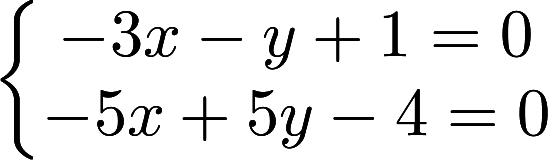 −3x − y + 1 = 0
−5x + 5y − 4 = 0